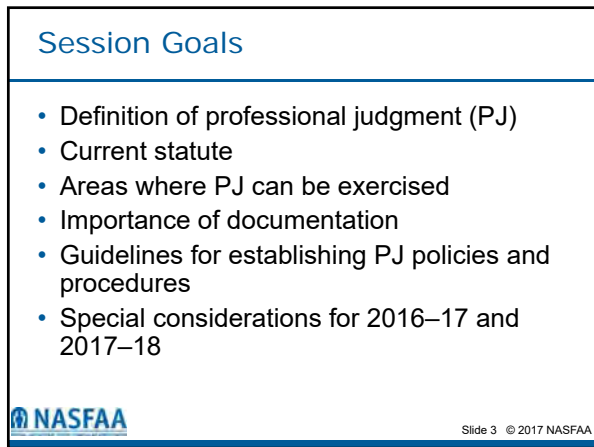 Session Goals
• Definition of professional judgment (PJ)
• Current statute
• Areas where PJ can be exercised
• Importance of documentation
• Guidelines for establishing PJ policies and
procedures
• Special considerations for 2016–17 and
2017–18
NASFAA
Slide 3 © 2017 NASFAA